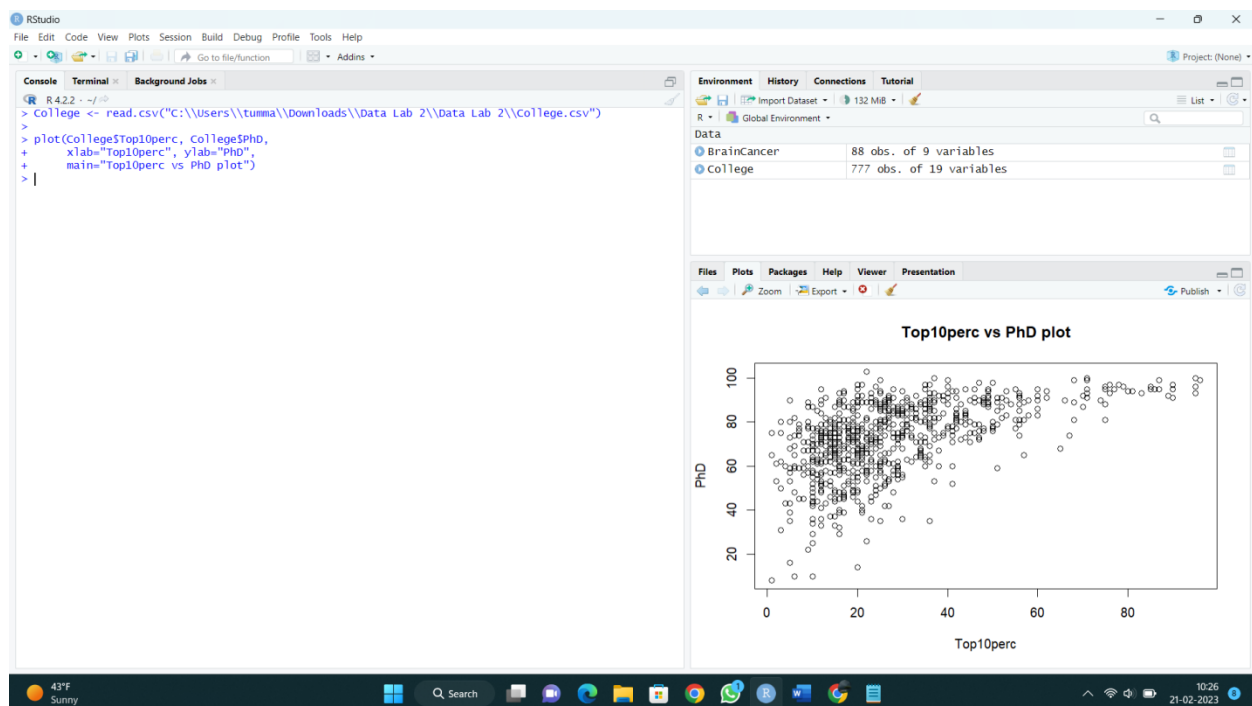 RStudio
File Edit Code View Plots Session Build Debug Profile Tools Help
Go to file/function Addins Project: (None)
Console Terminal Background Jobs
R 4.2.2 · ~/
> College <- read.csv("C:\\Users\\tumma\\Downloads\\Data Lab 2\\Data Lab 2\\College.csv")
>
> plot(College$Top10perc, College$PhD,
+ xlab="Top10perc", ylab="PhD",
+ main="Top10perc vs PhD plot")
>
Environment History Connections Tutorial
Import Dataset 132 MiB List
R Global Environment
Data
BrainCancer 88 obs. of 9 variables
College 777 obs. of 19 variables
Files Plots Packages Help Viewer Presentation
Zoom Export Publish
Top10perc vs PhD plot
100
80
60
40
20
PhD
0 20 40 60 80
Top10perc
43°F
Sunny
Search
10:26
21-02-2023
8